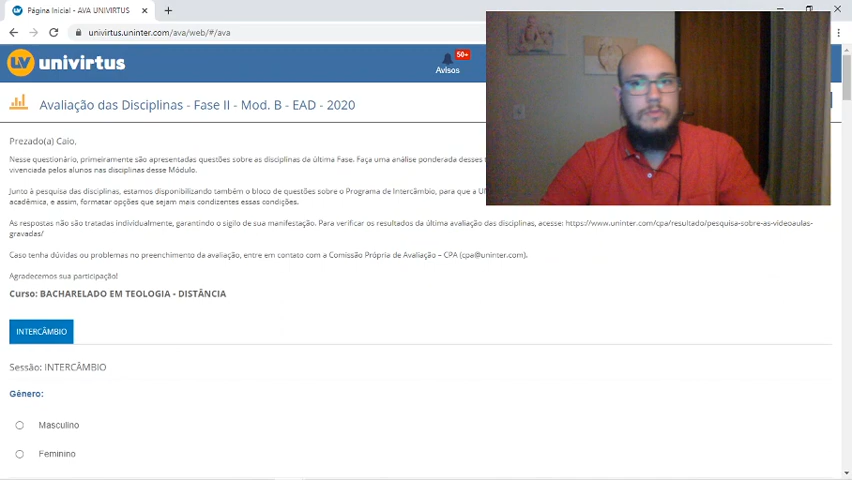 Página Inicial - AVA UNIVIRTUS
univirtus.uninter.com/ava/web/#/ava
UV univirtus
50+
Avisos
Avaliação das Disciplinas - Fase II - Mod. B - EAD - 2020
Prezado(a) Caio,
Nesse questionário, primeiramente são apresentadas questões sobre as disciplinas da última Fase. Faça uma análise ponderada desses
vivenciada pelos alunos nas disciplinas desse Módulo.
Junto à pesquisa das disciplinas, estamos disponibilizando também o bloco de questões sobre o Programa de Intercâmbio, para que a
acadêmica, e assim, formatar opções que sejam mais condizentes essas condições.
As respostas não são tratadas individualmente, garantindo o sigilo de sua manifestação. Para verificar os resultados da última avaliação das disciplinas, acesse: https://www.uninter.com/cpa/resultado/pesquisa-sobre-as-videoaulas-
gravadas/
Caso tenha dúvidas ou problemas no preenchimento da avaliação, entre em contato com a Comissão Própria de Avaliação – CPA (cpa@uninter.com).
Agradecemos sua participação!
Curso: BACHARELADO EM TEOLOGIA - DISTÂNCIA
INTERCÂMBIO
Sessão: INTERCÂMBIO
Gênero:
Masculino
Feminino